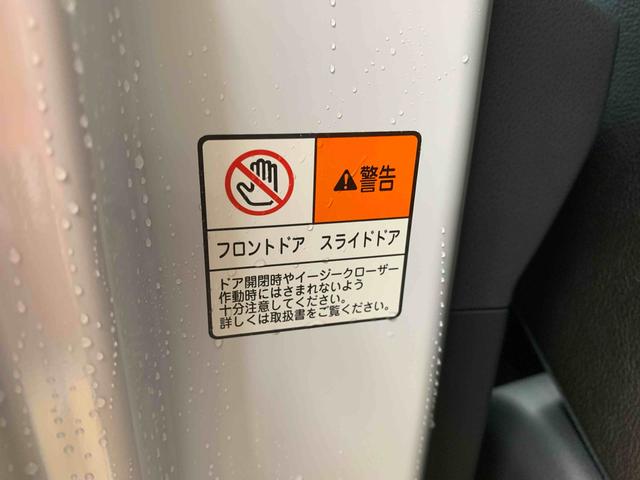 警告
フロントドア スライドドア
ドア開閉時やイージークローザー
作動時にはさまれないよう
十分注意してください。
詳しくは取扱書をご覧ください。